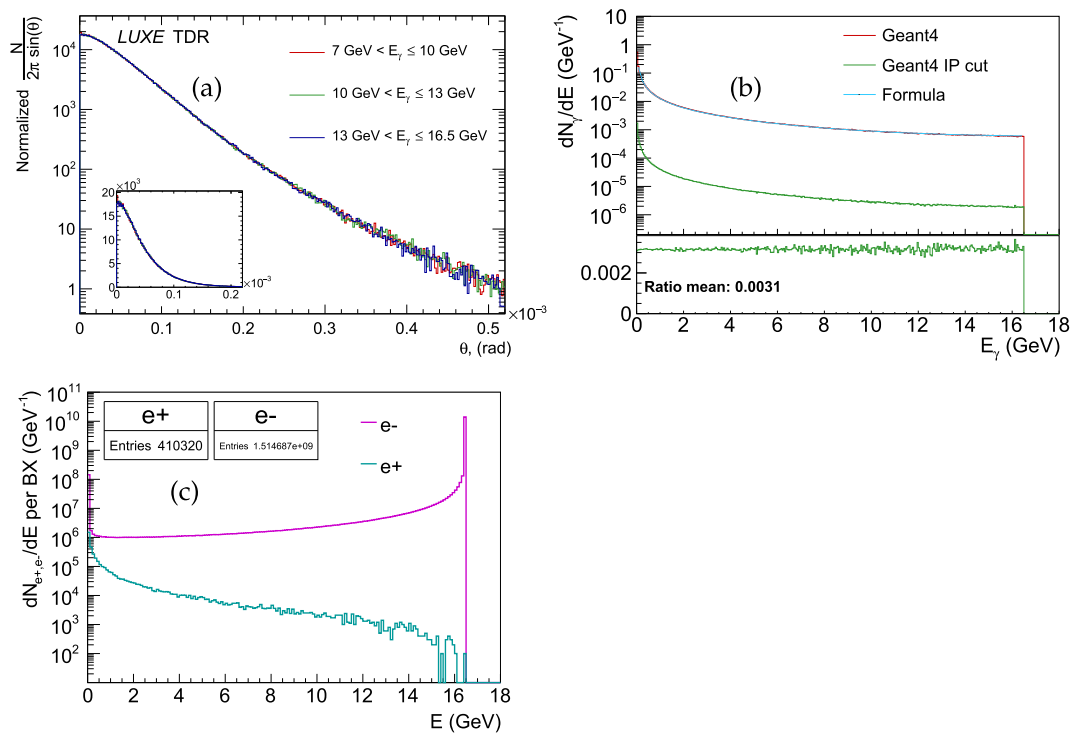 LUXE TDR
(a)
7 GeV < Eγ ≤ 10 GeV
10 GeV < Eγ ≤ 13 GeV
13 GeV < Eγ ≤ 16.5 GeV
Normalized N / 2π sin(θ)
10⁴
10³
10²
10
1
×10³
20
15
10
5
0
0 0.1 0.2
×10⁻³
0 0.1 0.2 0.3 0.4 0.5
×10⁻³
θ, (rad)
(b)
Geant4
Geant4 IP cut
Formula
dNγ/dE (GeV⁻¹)
10
1
10⁻¹
10⁻²
10⁻³
10⁻⁴
10⁻⁵
10⁻⁶
0.002
0
Ratio mean: 0.0031
0 2 4 6 8 10 12 14 16 18
Eγ (GeV)
e+
Entries 410320
e-
Entries 1.514687e+09
e-
e+
(c)
dNe+,e-/dE per BX (GeV⁻¹)
10¹¹
10¹⁰
10⁹
10⁸
10⁷
10⁶
10⁵
10⁴
10³
10²
0 2 4 6 8 10 12 14 16 18
E (GeV)